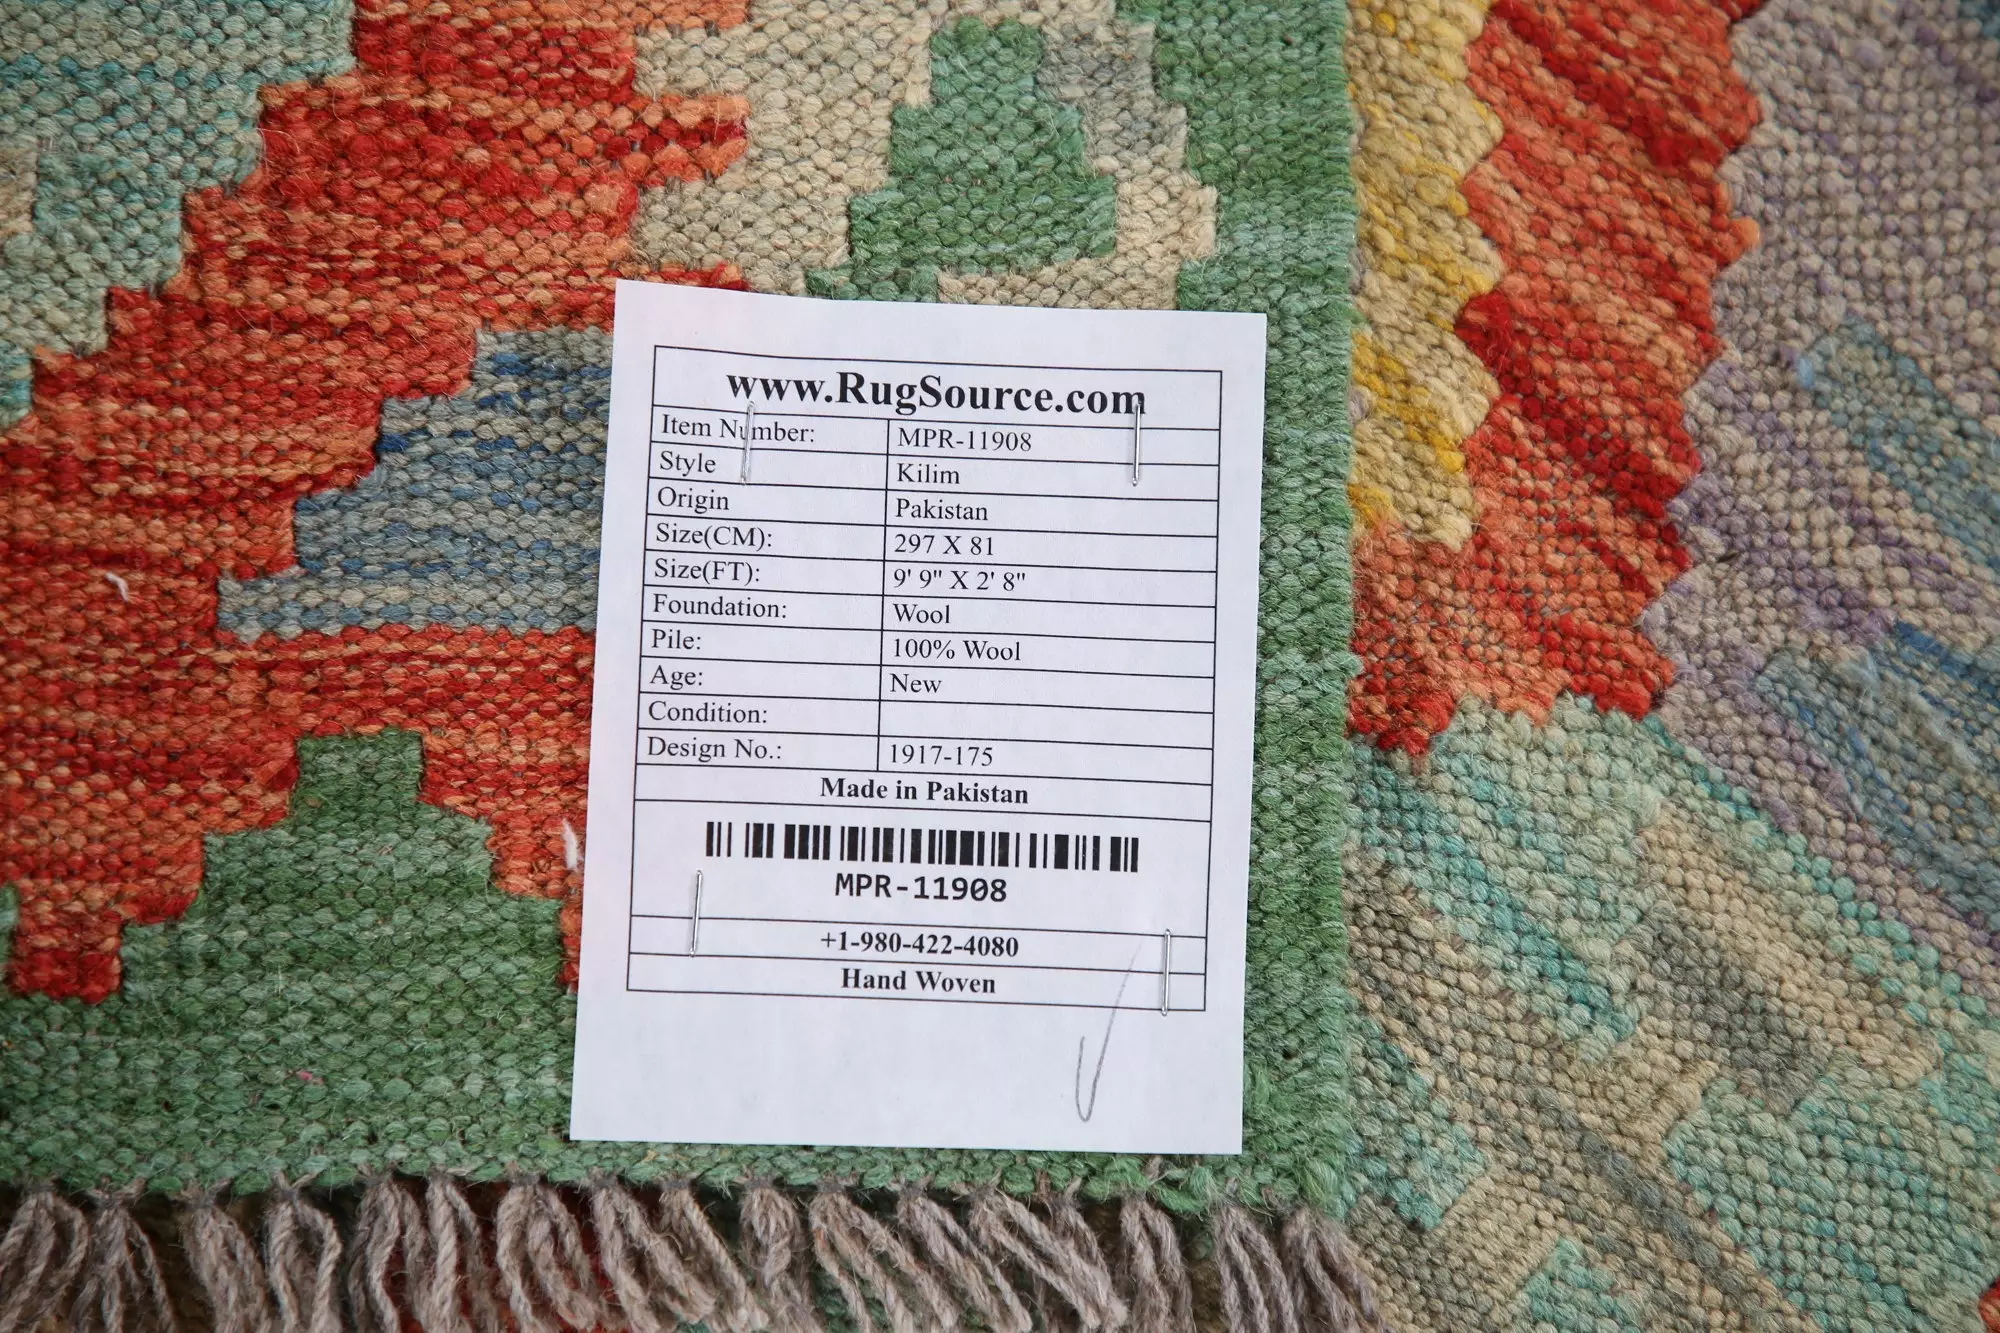 www.RugSource.com
Item Number: MPR-11908
Style Kilim
Origin Pakistan
Size(CM): 297 X 81
Size(FT): 9' 9" X 2' 8"
Foundation: Wool
Pile: 100% Wool
Age: New
Condition:
Design No.: 1917-175
Made in Pakistan
MPR-11908
+1-980-422-4080
Hand Woven